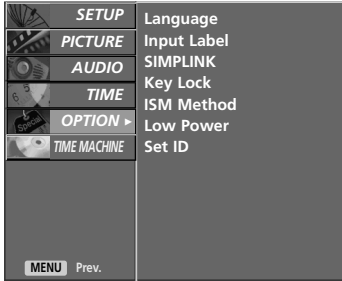 SETUP
PICTURE
AUDIO
TIME
OPTION ►
TIME MACHINE
Language
Input Label
SIMPLINK
Key Lock
ISM Method
Low Power
Set ID
MENU Prev.